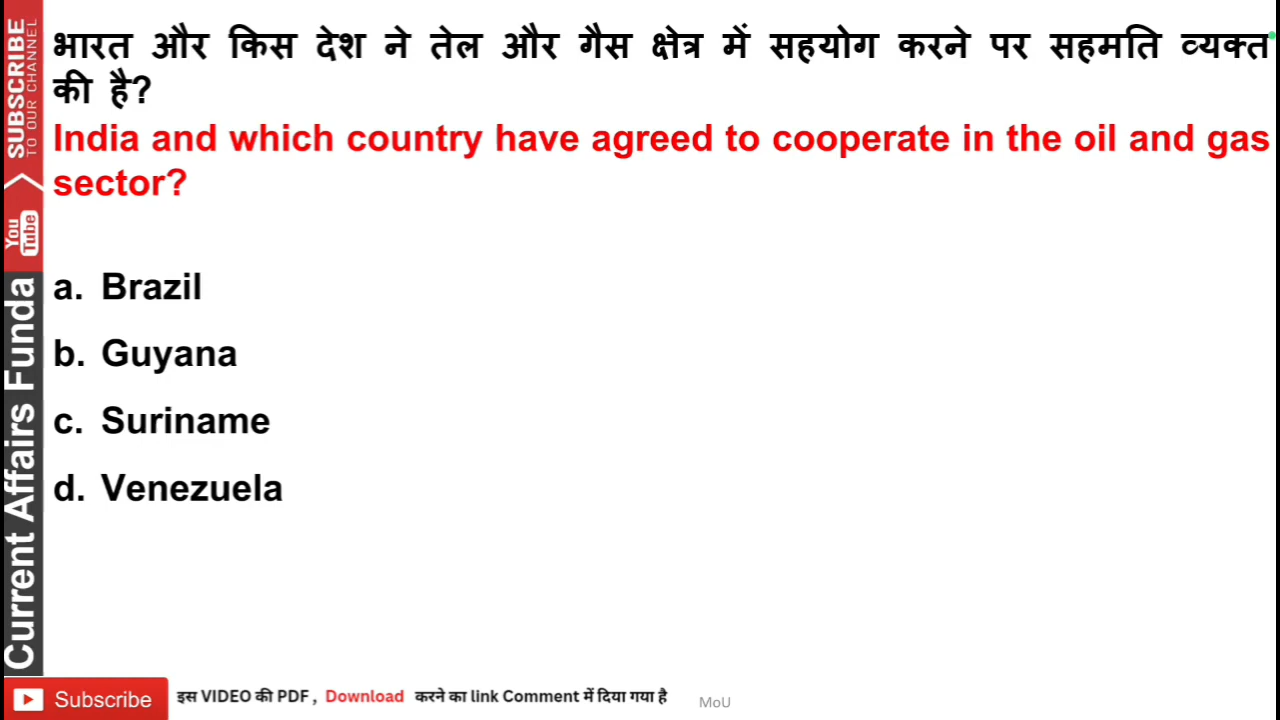 भारत और किस देश ने तेल और गैस क्षेत्र में सहयोग करने पर सहमति व्यक्त
की है?
India and which country have agreed to cooperate in the oil and gas
sector?
a. Brazil
b. Guyana
c. Suriname
d. Venezuela
SUBSCRIBE
TO OUR CHANNEL
You
Tube
Current Affairs Funda
Subscribe
इस VIDEO की PDF , Download करने का link Comment में दिया गया है
MoU